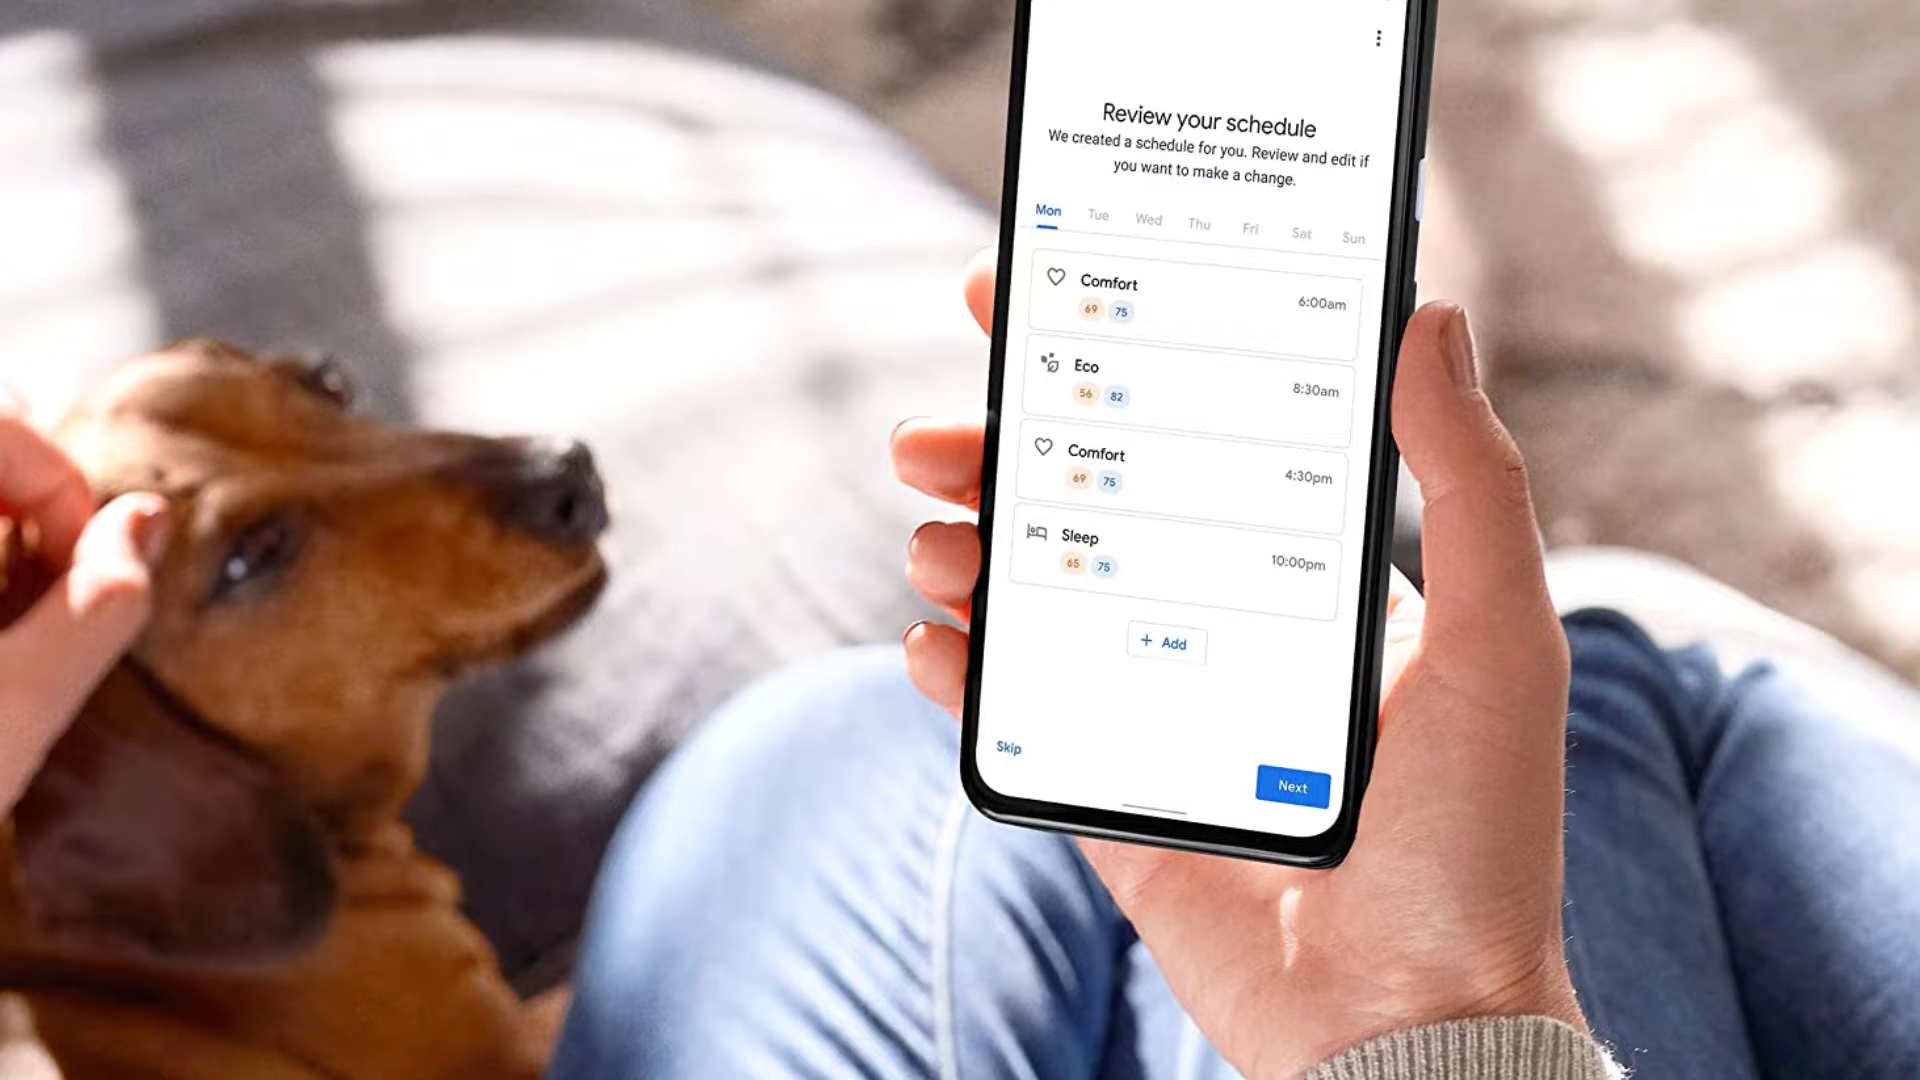 Review your schedule
We created a schedule for you. Review and edit if
you want to make a change.
Mon Tue Wed Thu Fri Sat Sun
Comfort 6:00am
69 75
Eco 8:30am
56 82
Comfort 4:30pm
69 75
Sleep 10:00pm
65 75
+ Add
Skip
Next